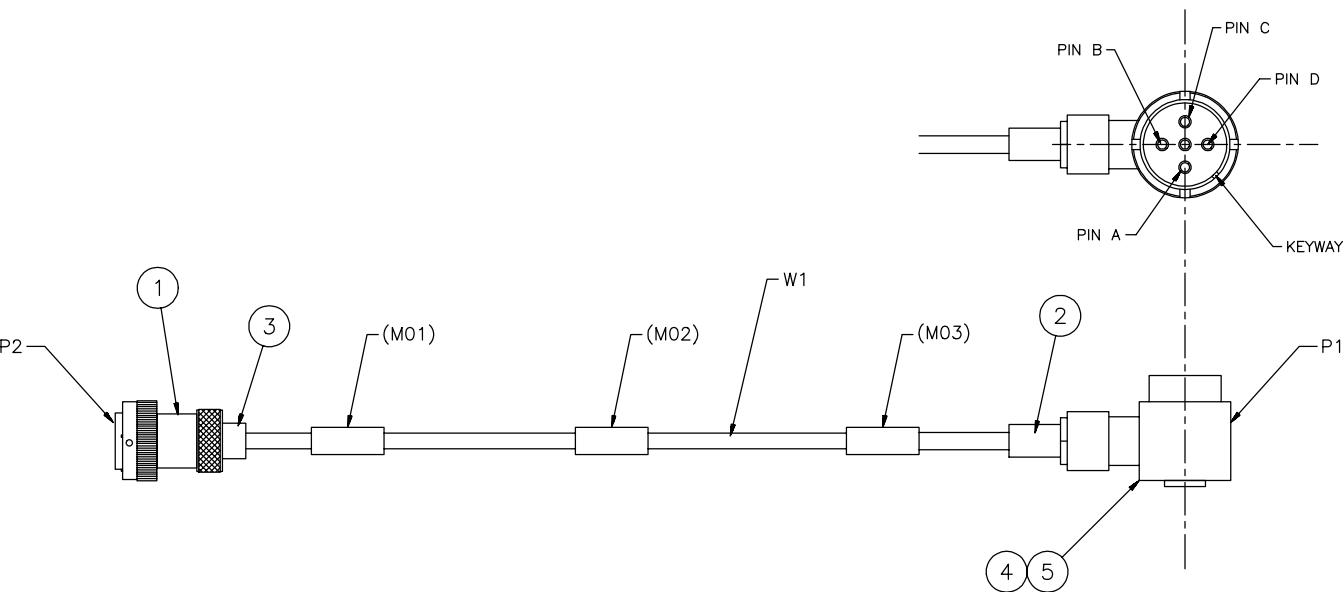 PIN C
PIN B
PIN D
PIN A
KEYWAY
1
W1
3
(M01)
(M02)
(M03)
2
P2
P1
4
5